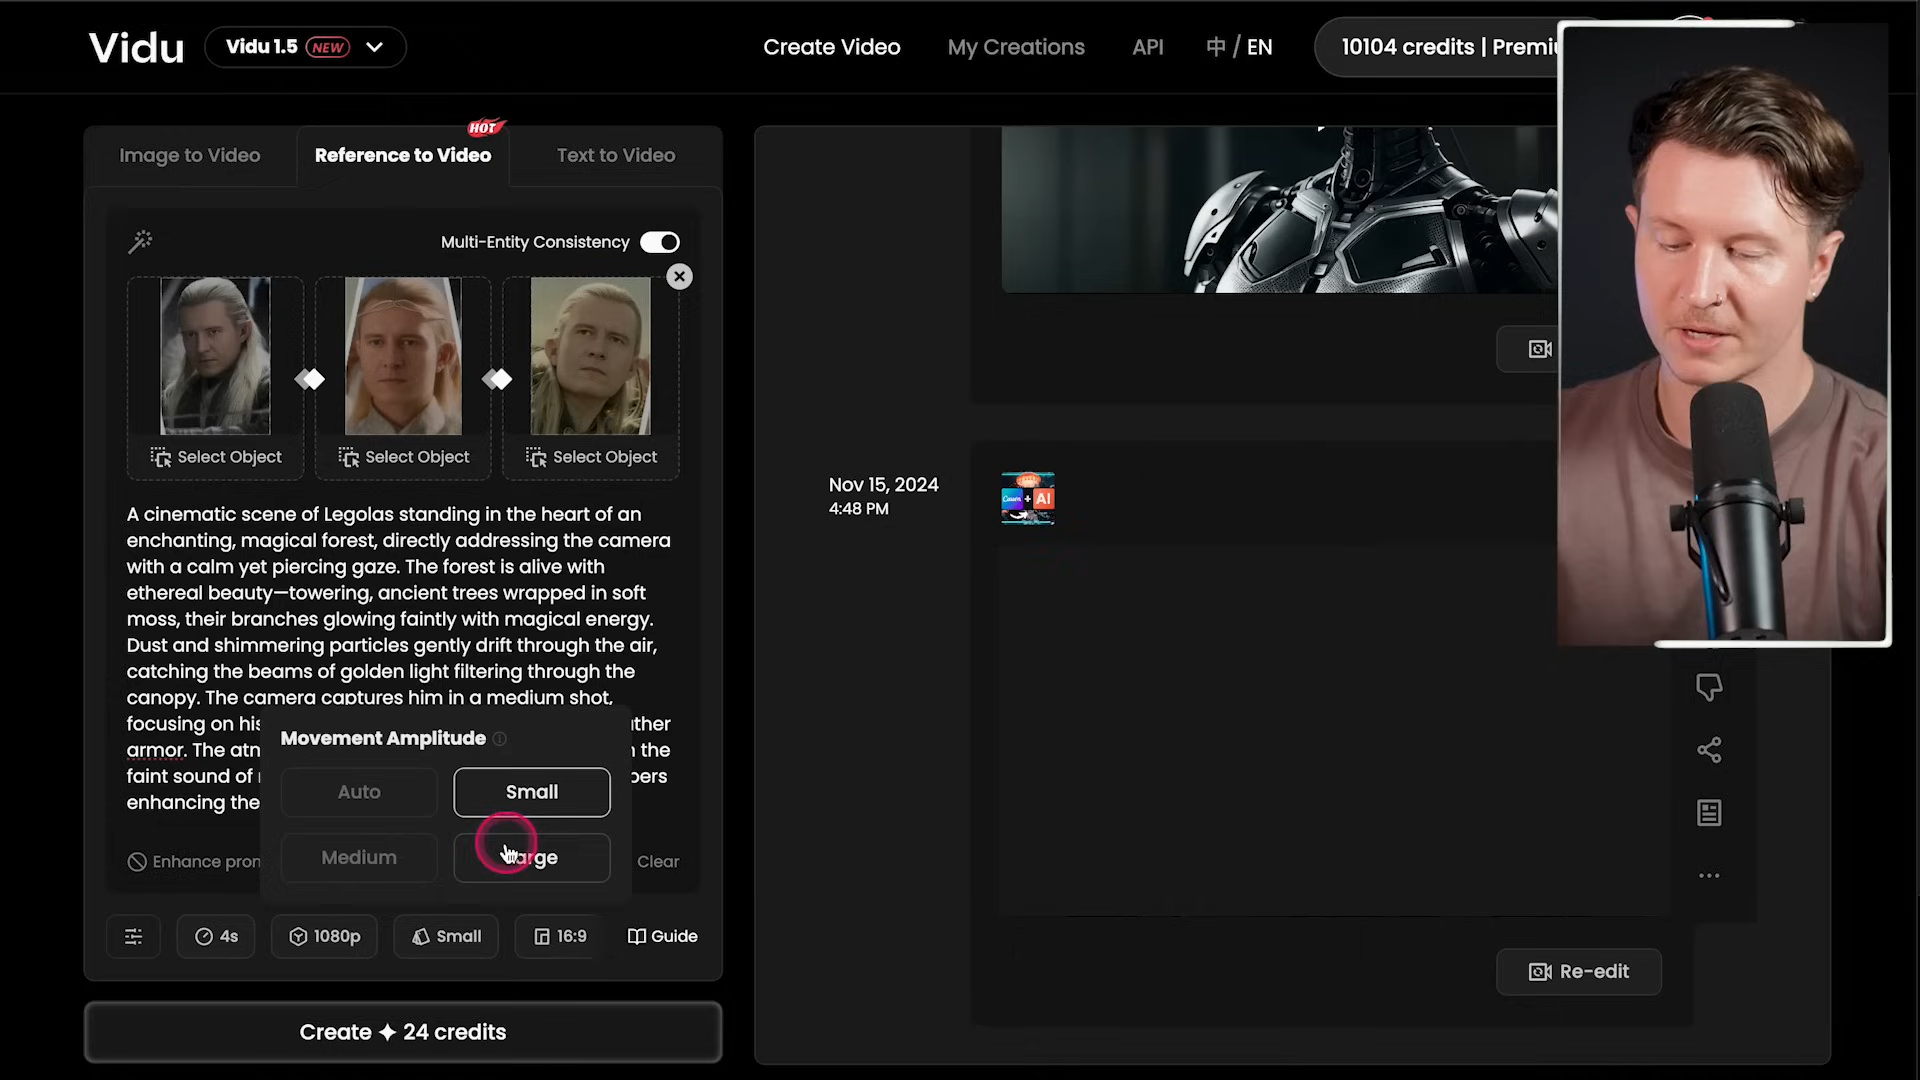 Vidu
Vidu 1.5 NEW
Create Video
My Creations
API
中 / EN
10104 credits |
HOT
Image to Video
Reference to Video
Text to Video
Multi-Entity Consistency
Select Object
Select Object
Select Object
A cinematic scene of Legolas standing in the heart of an
enchanting, magical forest, directly addressing the camera
with a calm yet piercing gaze. The forest is alive with
ethereal beauty—towering, ancient trees wrapped in soft
moss, their branches glowing faintly with magical energy.
Dust and shimmering particles gently drift through the air,
catching the beams of golden light filtering through the
canopy. The camera captures him in a medium shot,
focusing on his
armor. The the
faint sound of
enhancing the
Movement Amplitude
Auto
Small
Medium
Large
Enhance
Clear
4s
1080p
Small
16:9
Guide
Create 24 credits
Nov 15, 2024
4:48 PM
Canva + AI
Re-edit